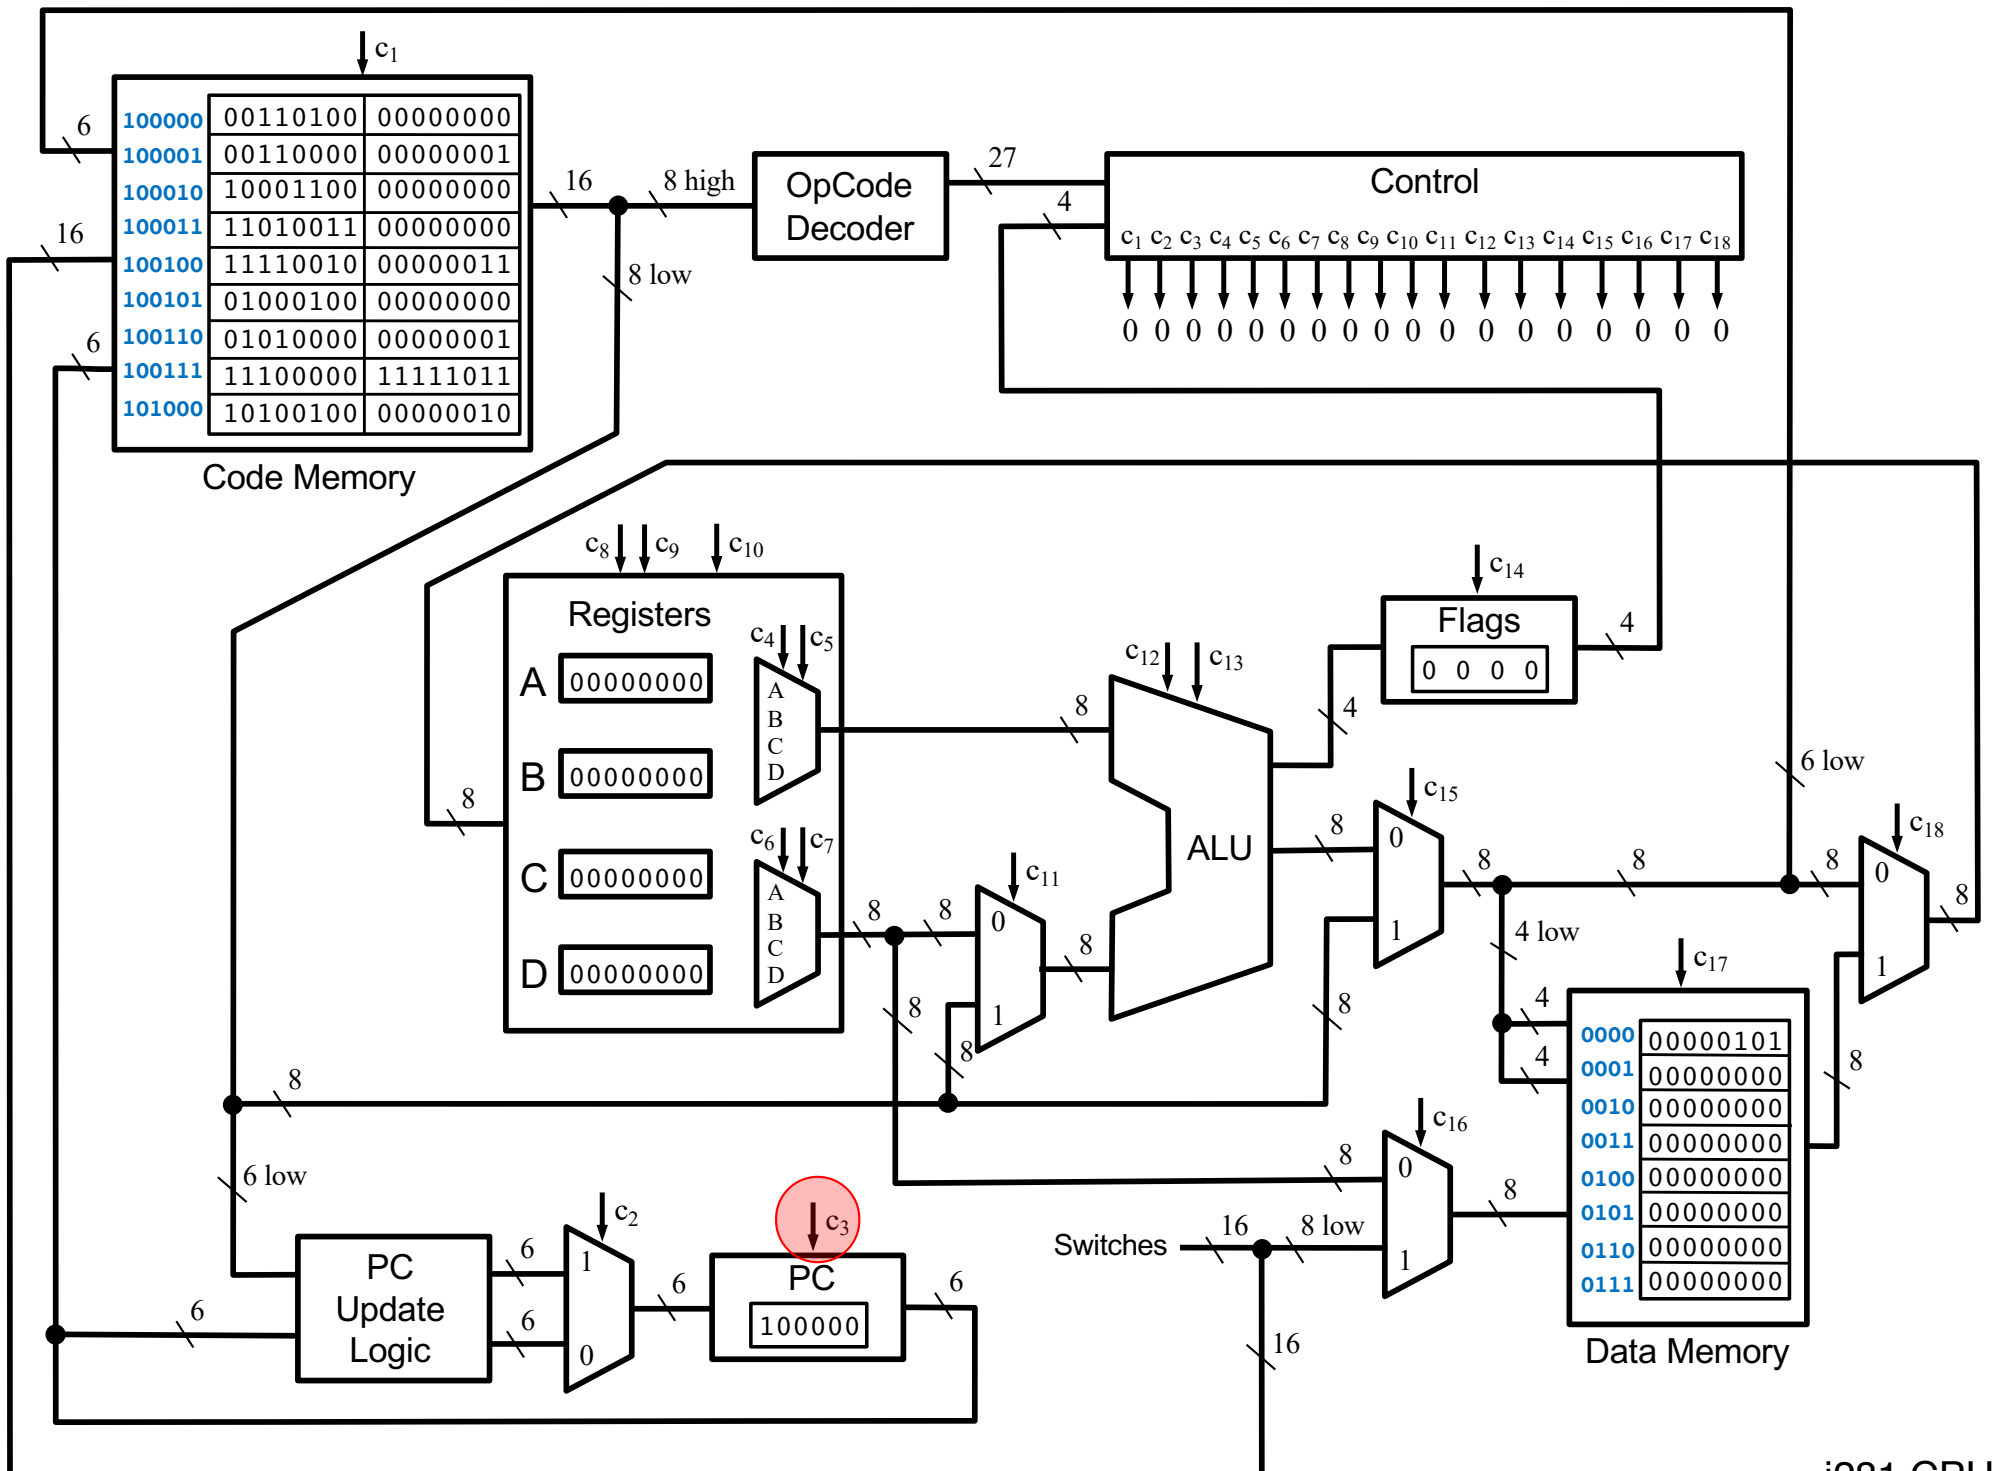 c1
100000 00110100 00000000
100001 00110000 00000001
100010 10001100 00000000
100011 11010011 00000000
100100 11110010 00000011
100101 01000100 00000000
100110 01010000 00000001
100111 11100000 11111011
101000 10100100 00000010
Code Memory
6
16
6
16
8 high
8 low
OpCode
Decoder
27
4
Control
c1 c2 c3 c4 c5 c6 c7 c8 c9 c10 c11 c12 c13 c14 c15 c16 c17 c18
0 0 0 0 0 0 0 0 0 0 0 0 0 0 0 0 0 0
c8 c9 c10
Registers
A 00000000
B 00000000
C 00000000
D 00000000
c4 c5
A
B
C
D
c6 c7
A
B
C
D
8
8
8
8
8
c11
0
1
8
8
8
c12 c13
ALU
c14
Flags
0 0 0 0
4
4
8
c15
0
1
8
8
8
8
6 low
4 low
4
4
c18
0
1
8
8
c17
0000 00000101
0001 00000000
0010 00000000
0011 00000000
0100 00000000
0101 00000000
0110 00000000
0111 00000000
Data Memory
c16
0
1
8
8
Switches
16
8 low
16
6 low
6
PC
Update
Logic
6
6
c2
1
0
6
c3
PC
100000
6